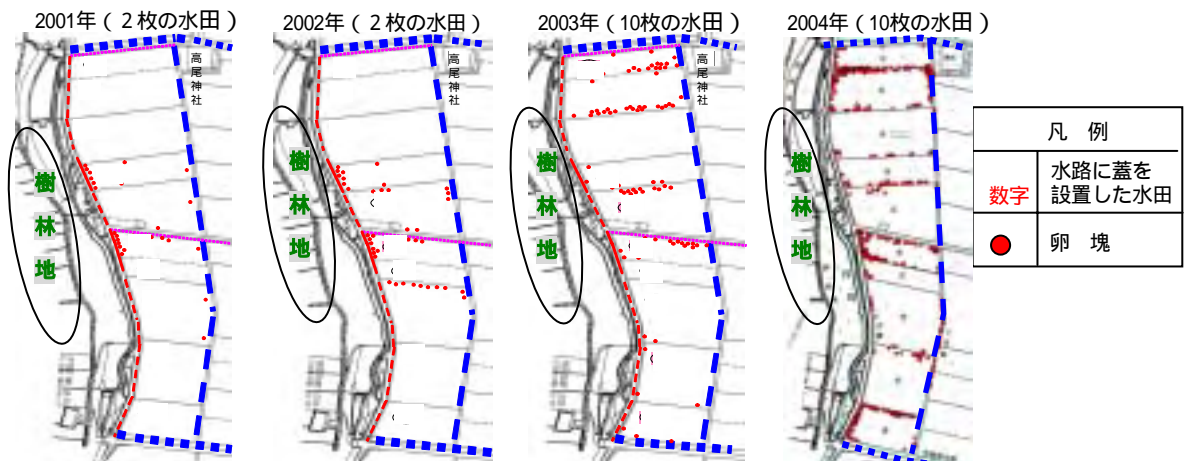 2001年（２枚の水田）
2002年（２枚の水田）
2003年（10枚の水田）
2004年（10枚の水田）
高尾神社
高尾神社
高尾神社
樹林地
樹林地
樹林地
樹林地
凡　例
数字
水路に蓋を
設置した水田
卵　塊